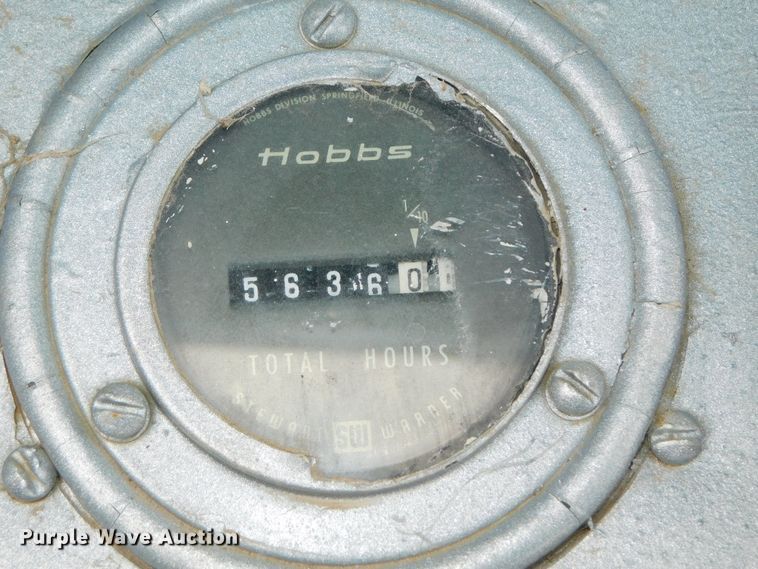 HOBBS DIVISION SPRINGFIELD, ILLINOIS
Hobbs
1/10
5 6 3 6 0
TOTAL HOURS
STEWART SW WARNER
Purple Wave Auction